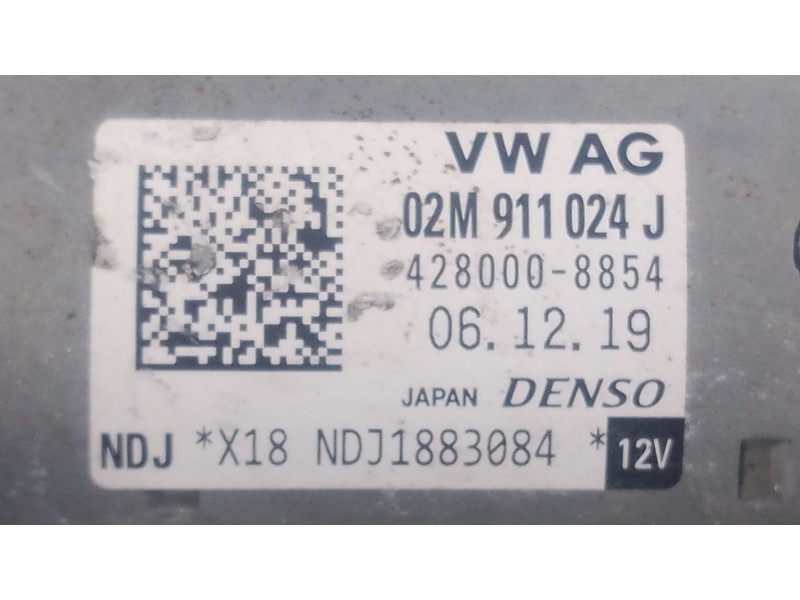 VW AG
02M 911 024 J
428000-8854
06.12.19
JAPAN DENSO
NDJ *X18 NDJ1883084 * 12V